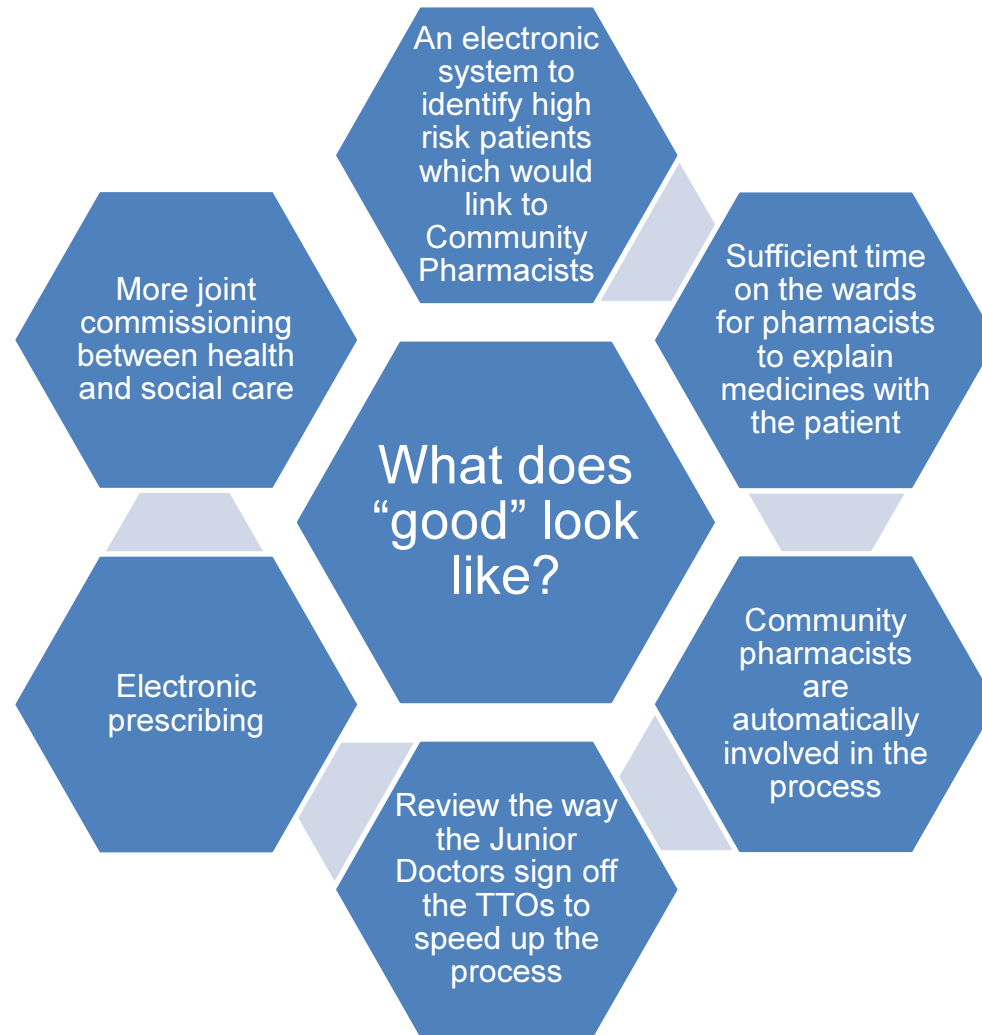 An electronic
system to
identify high
risk patients
which would
link to
Community
Pharmacists
Sufficient time
on the wards
for pharmacists
to explain
medicines with
the patient
Community
pharmacists
are
automatically
involved in the
process
Review the way
the Junior
Doctors sign off
the TTOs to
speed up the
process
Electronic
prescribing
More joint
commissioning
between health
and social care
What does
“good” look
like?